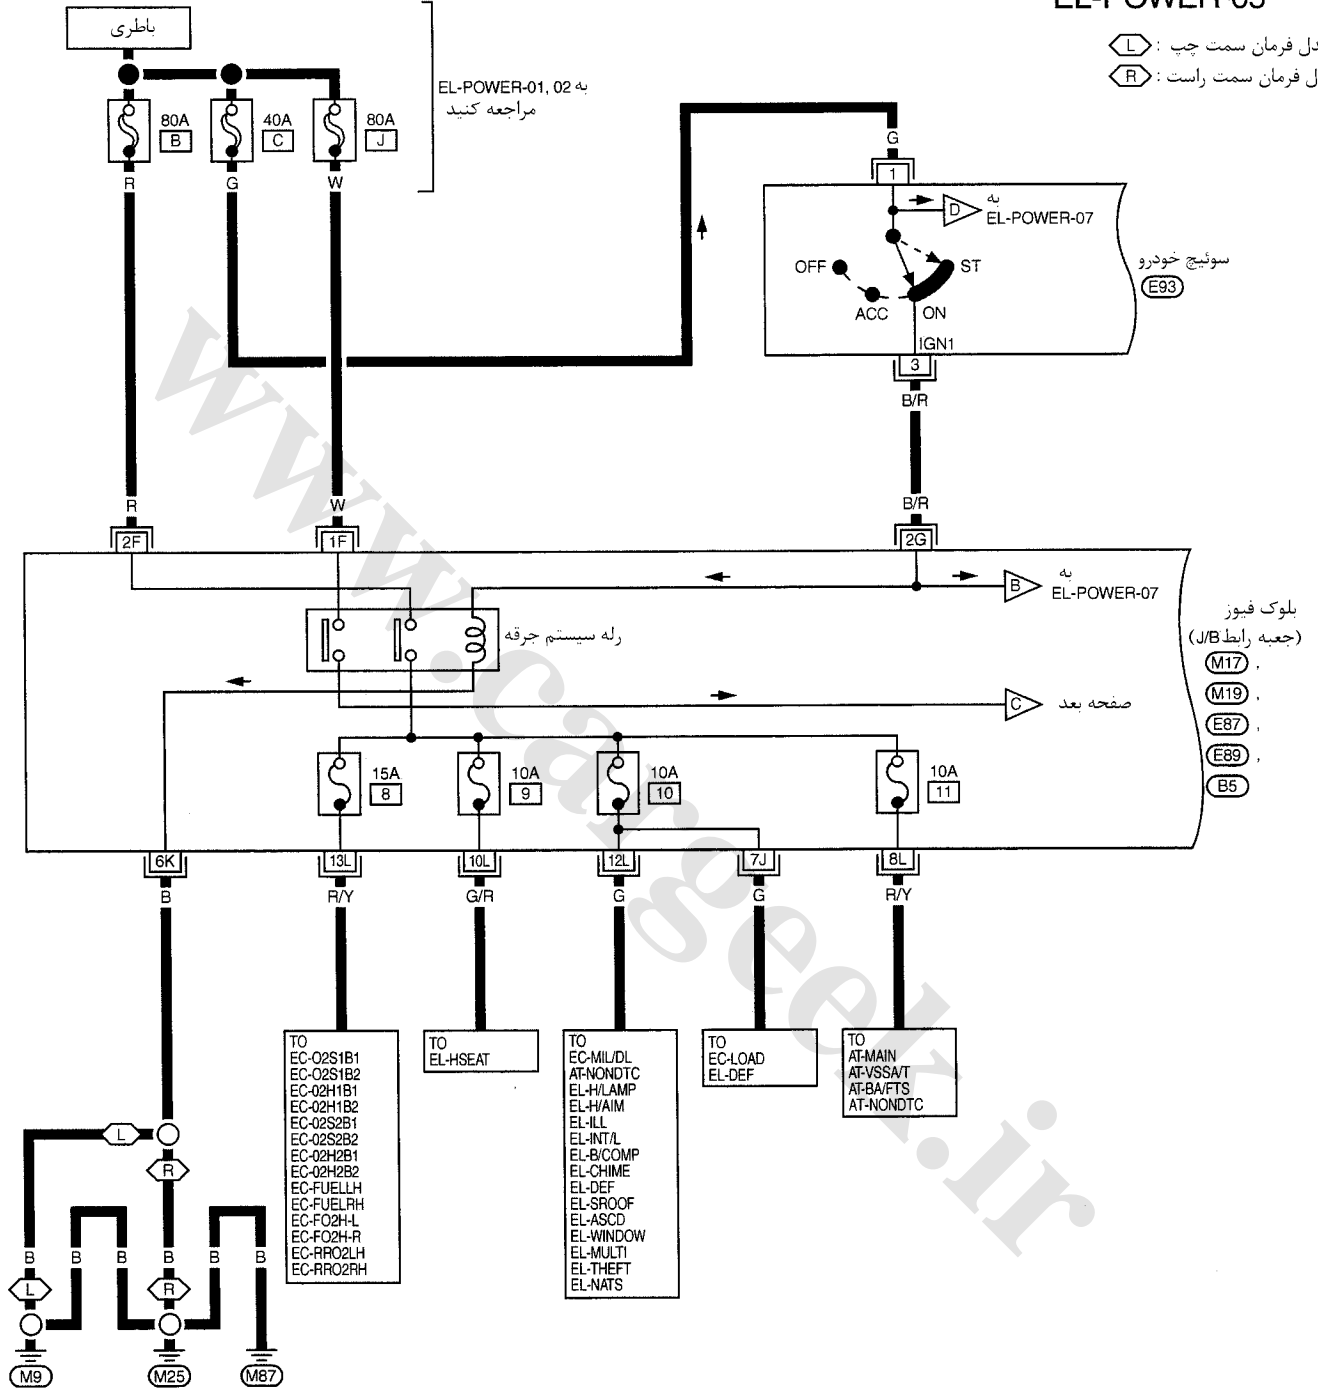 EL-POWER-03
باطری
دل فرمان سمت چپ : L
ل فرمان سمت راست : R
به EL-POWER-01, 02
مراجعه کنید
80A
B
40A
C
80A
J
R
G
W
G
1
D
به
EL-POWER-07
OFF
ACC
ON
ST
IGN1
سوئیچ خودرو
E93
3
B/R
R
W
B/R
2F
1F
2G
B
به
EL-POWER-07
بلوک فیوز
(جعبه رابط J/B)
M17 ,
M19 ,
E87 ,
E89 ,
B5
رله سیستم جرقه
C
صفحه بعد
15A
8
10A
9
10A
10
10A
11
6K
13L
10L
12L
7J
8L
B
R/Y
G/R
G
G
R/Y
TO
EC-O2S1B1
EC-O2S1B2
EC-02H1B1
EC-02H1B2
EC-02S2B1
EC-02S2B2
EC-02H2B1
EC-02H2B2
EC-FUELLH
EC-FUELRH
EC-FO2H-L
EC-FO2H-R
EC-RRO2LH
EC-RRO2RH
TO
EL-HSEAT
TO
EC-MIL/DL
AT-NONDTC
EL-H/LAMP
EL-H/AIM
EL-ILL
EL-INT/L
EL-B/COMP
EL-CHIME
EL-DEF
EL-SROOF
EL-ASCD
EL-WINDOW
EL-MULTI
EL-THEFT
EL-NATS
TO
EC-LOAD
EL-DEF
TO
AT-MAIN
AT-VSSA/T
AT-BA/FTS
AT-NONDTC
L
R
B
B
B
B
B
B
L
R
M9
M25
M87
www.cargeek.ir